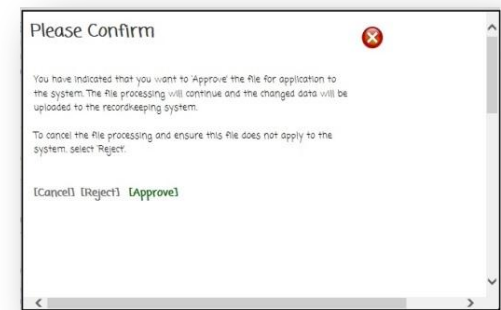 Please Confirm
You have indicated that you want to 'Approve' the file for application to
the system. The file processing will continue and the changed data will be
uploaded to the recordkeeping system.
To cancel the file processing and ensure this file does not apply to the
system, select 'Reject'.
[Cancel] [Reject] [Approve]